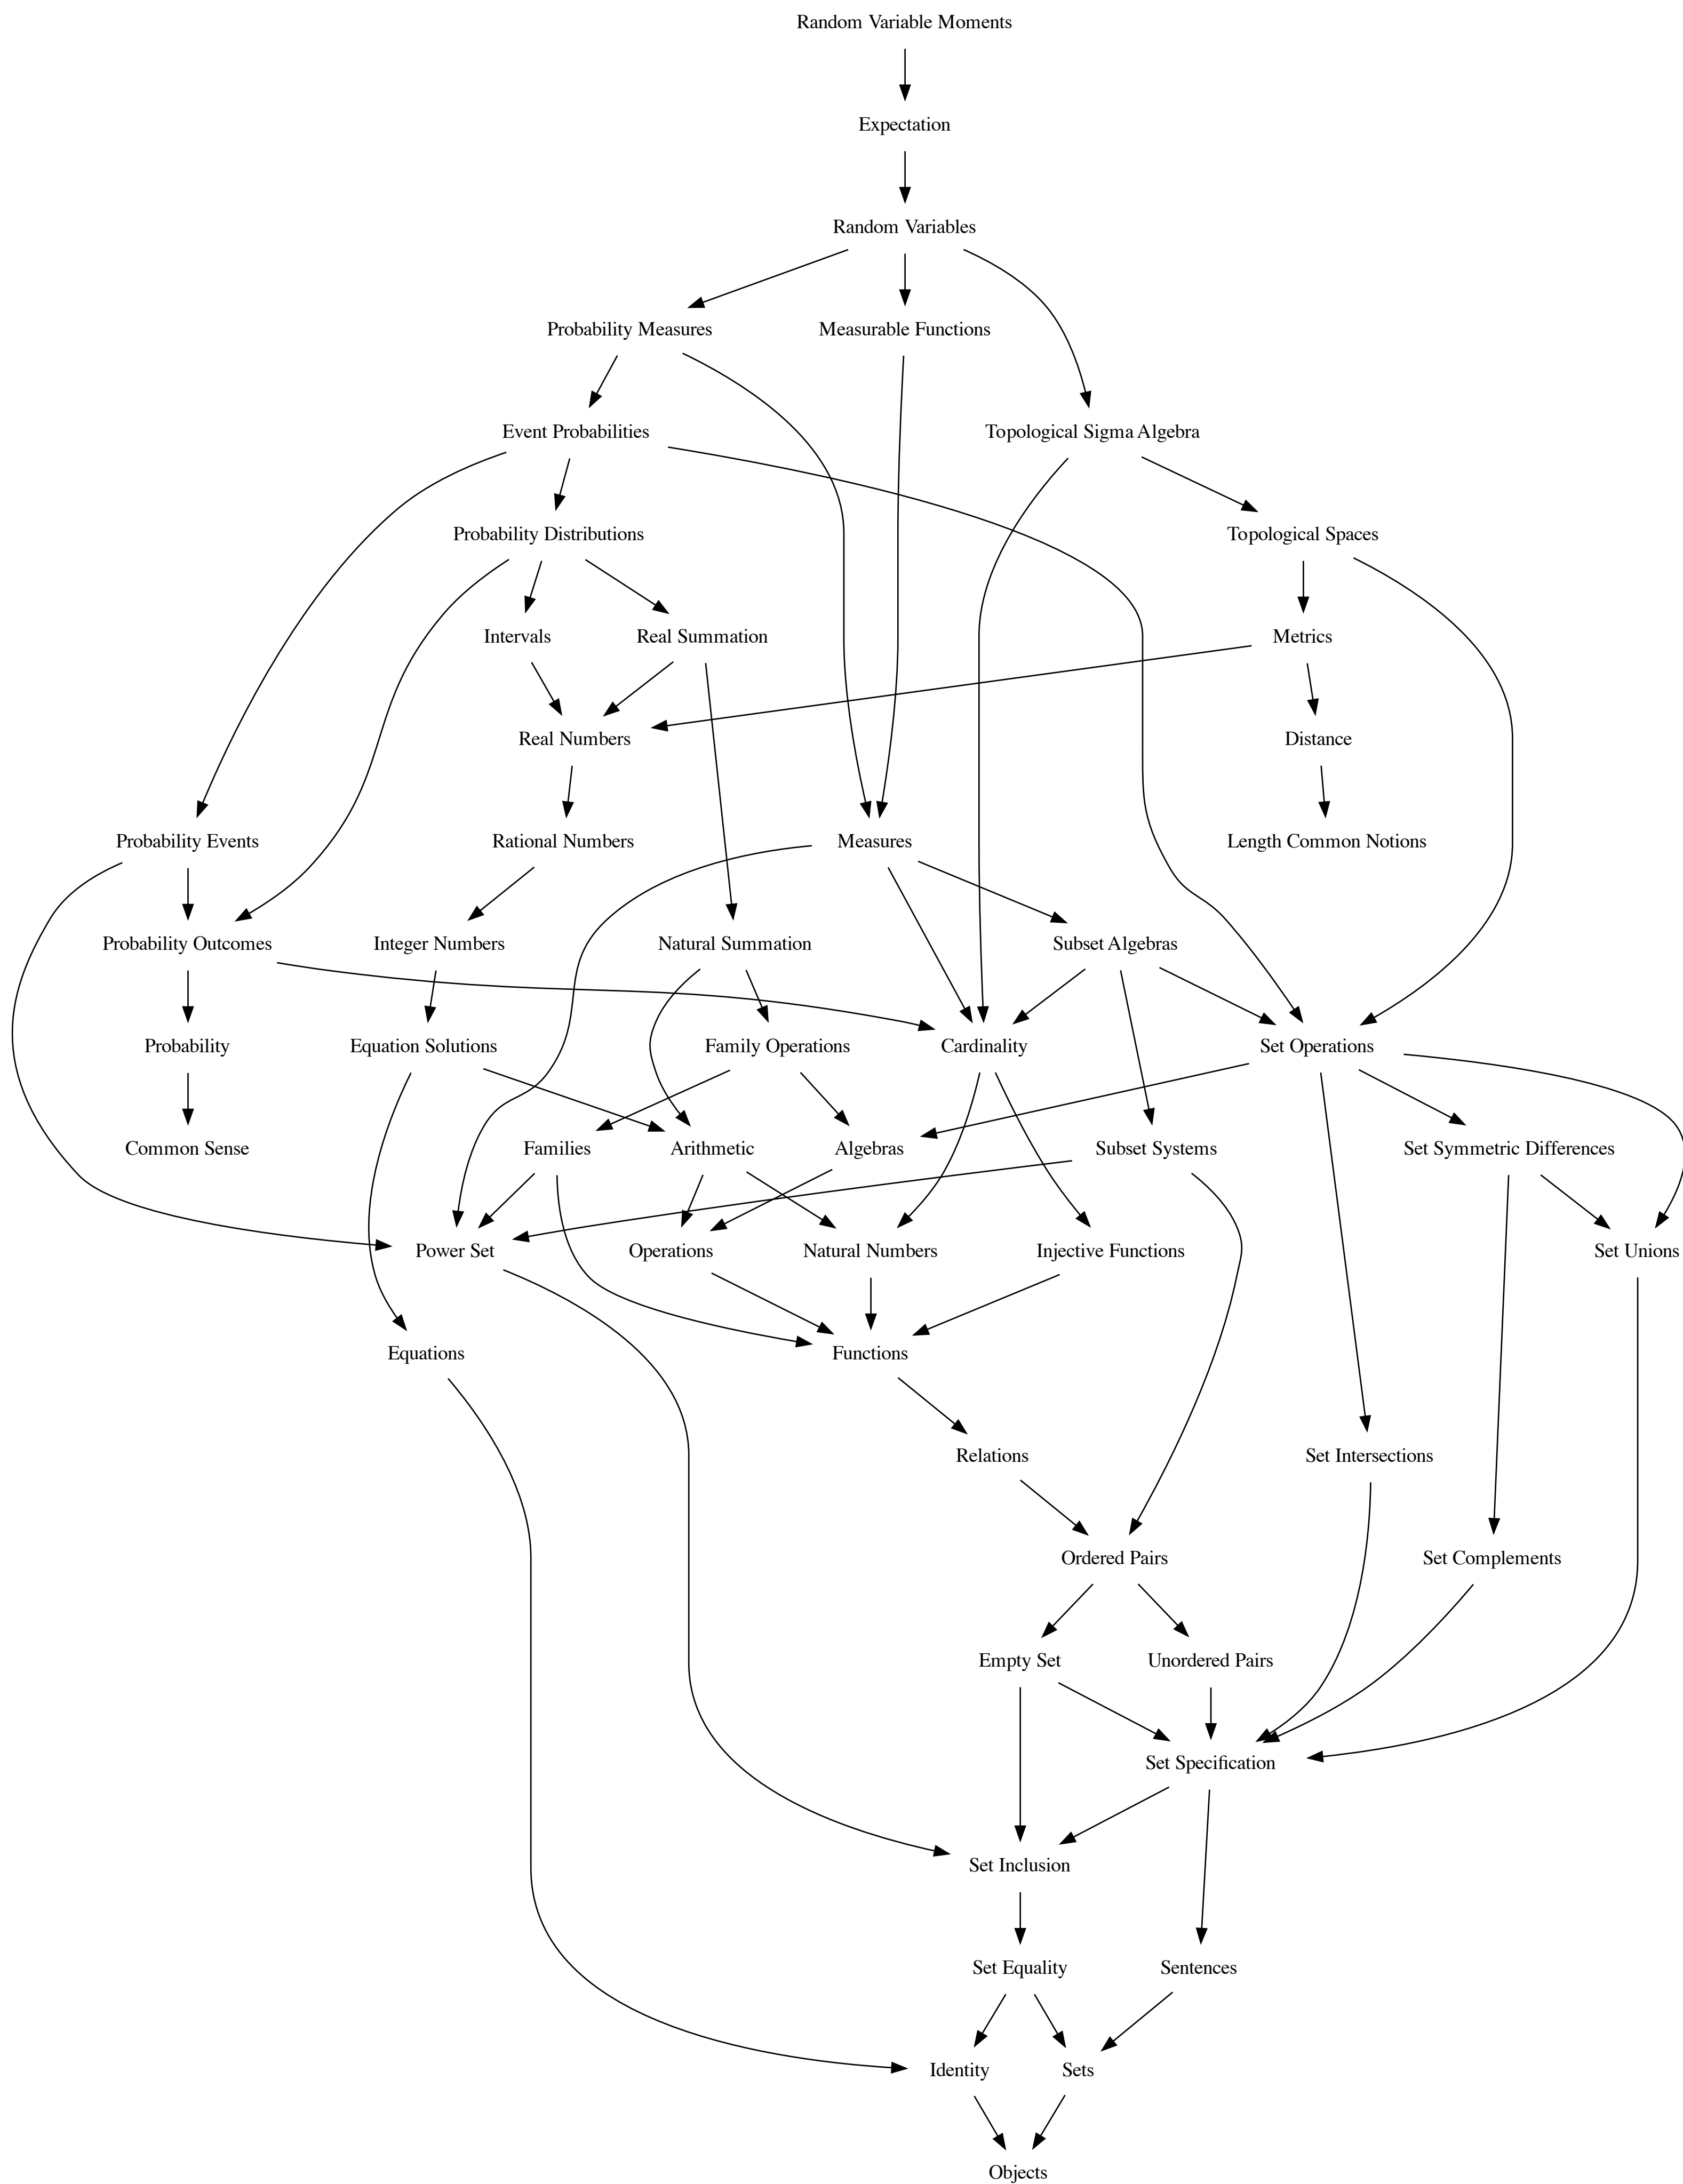 Random Variable Moments
Expectation
Random Variables
Probability Measures
Measurable Functions
Event Probabilities
Topological Sigma Algebra
Probability Distributions
Topological Spaces
Intervals
Real Summation
Metrics
Real Numbers
Distance
Probability Events
Rational Numbers
Measures
Length Common Notions
Probability Outcomes
Integer Numbers
Natural Summation
Subset Algebras
Probability
Equation Solutions
Family Operations
Cardinality
Set Operations
Common Sense
Families
Arithmetic
Algebras
Subset Systems
Set Symmetric Differences
Power Set
Operations
Natural Numbers
Injective Functions
Set Unions
Equations
Functions
Relations
Set Intersections
Ordered Pairs
Set Complements
Empty Set
Unordered Pairs
Set Specification
Set Inclusion
Set Equality
Sentences
Identity
Sets
Objects